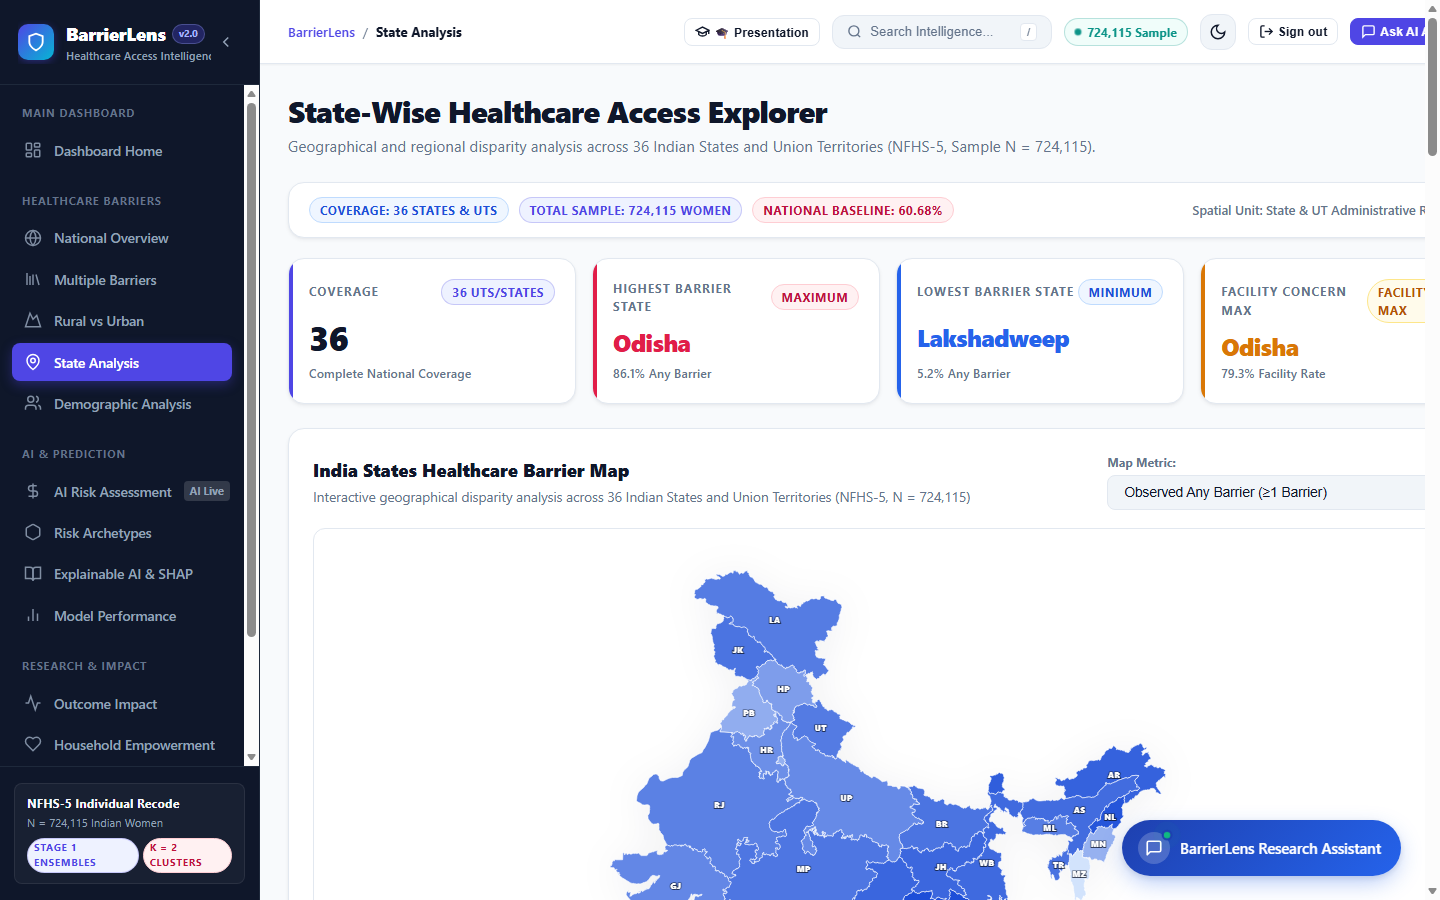 BarrierLens v2.0
Healthcare Access Intelligenc
MAIN DASHBOARD
Dashboard Home
HEALTHCARE BARRIERS
National Overview
Multiple Barriers
Rural vs Urban
State Analysis
Demographic Analysis
AI & PREDICTION
AI Risk Assessment AI Live
Risk Archetypes
Explainable AI & SHAP
Model Performance
RESEARCH & IMPACT
Outcome Impact
Household Empowerment
NFHS-5 Individual Recode
N = 724,115 Indian Women
STAGE 1 ENSEMBLES
K = 2 CLUSTERS
BarrierLens / State Analysis
Presentation
Search Intelligence... /
724,115 Sample
Sign out
Ask AI A
State-Wise Healthcare Access Explorer
Geographical and regional disparity analysis across 36 Indian States and Union Territories (NFHS-5, Sample N = 724,115).
COVERAGE: 36 STATES & UTS
TOTAL SAMPLE: 724,115 WOMEN
NATIONAL BASELINE: 60.68%
Spatial Unit: State & UT Administrative R
COVERAGE
36 UTS/STATES
36
Complete National Coverage
HIGHEST BARRIER STATE
MAXIMUM
Odisha
86.1% Any Barrier
LOWEST BARRIER STATE
MINIMUM
Lakshadweep
5.2% Any Barrier
FACILITY CONCERN MAX
FACILITY MAX
Odisha
79.3% Facility Rate
India States Healthcare Barrier Map
Interactive geographical disparity analysis across 36 Indian States and Union Territories (NFHS-5, N = 724,115)
Map Metric:
Observed Any Barrier (≥1 Barrier)
LA
JK
HP
PB
UT
HR
RJ
UP
AR
AS
NL
BR
ML
MN
JH
WB
TR
MZ
MP
GJ
BarrierLens Research Assistant